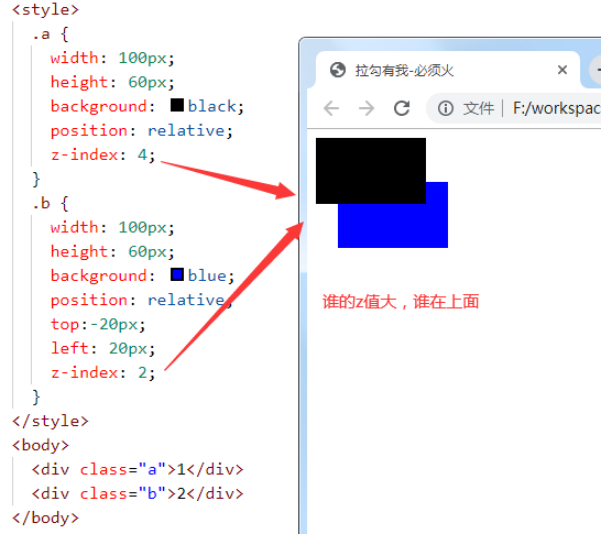 <style>
.a {
width: 100px;
height: 60px;
background: black;
position: relative;
z-index: 4;
}
.b {
width: 100px;
height: 60px;
background: blue;
position: relative;
top:-20px;
left: 20px;
z-index: 2;
}
</style>
<body>
<div class="a">1</div>
<div class="b">2</div>
</body>
拉勾有我-必须火
文件 | F:/workspac
谁的z值大，谁在上面